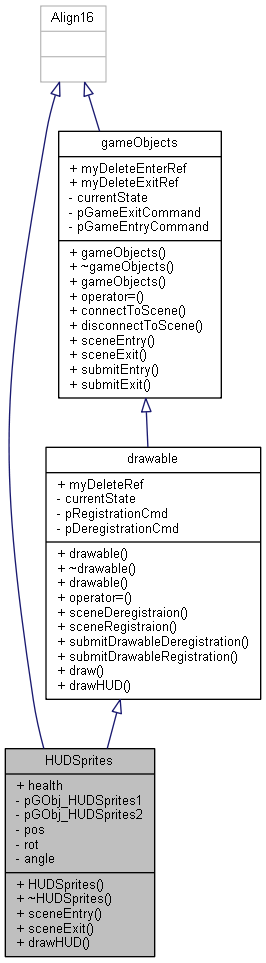 Align16
gameObjects
+ myDeleteEnterRef
+ myDeleteExitRef
- currentState
- pGameExitCommand
- pGameEntryCommand
+ gameObjects()
+ ~gameObjects()
+ gameObjects()
+ operator=()
+ connectToScene()
+ disconnectToScene()
+ sceneEntry()
+ sceneExit()
+ submitEntry()
+ submitExit()
drawable
+ myDeleteRef
- currentState
- pRegistrationCmd
- pDeregistrationCmd
+ drawable()
+ ~drawable()
+ drawable()
+ operator=()
+ sceneDeregistraion()
+ sceneRegistraion()
+ submitDrawableDeregistration()
+ submitDrawableRegistration()
+ draw()
+ drawHUD()
HUDSprites
+ health
- pGObj_HUDSprites1
- pGObj_HUDSprites2
- pos
- rot
- angle
+ HUDSprites()
+ ~HUDSprites()
+ sceneEntry()
+ sceneExit()
+ drawHUD()